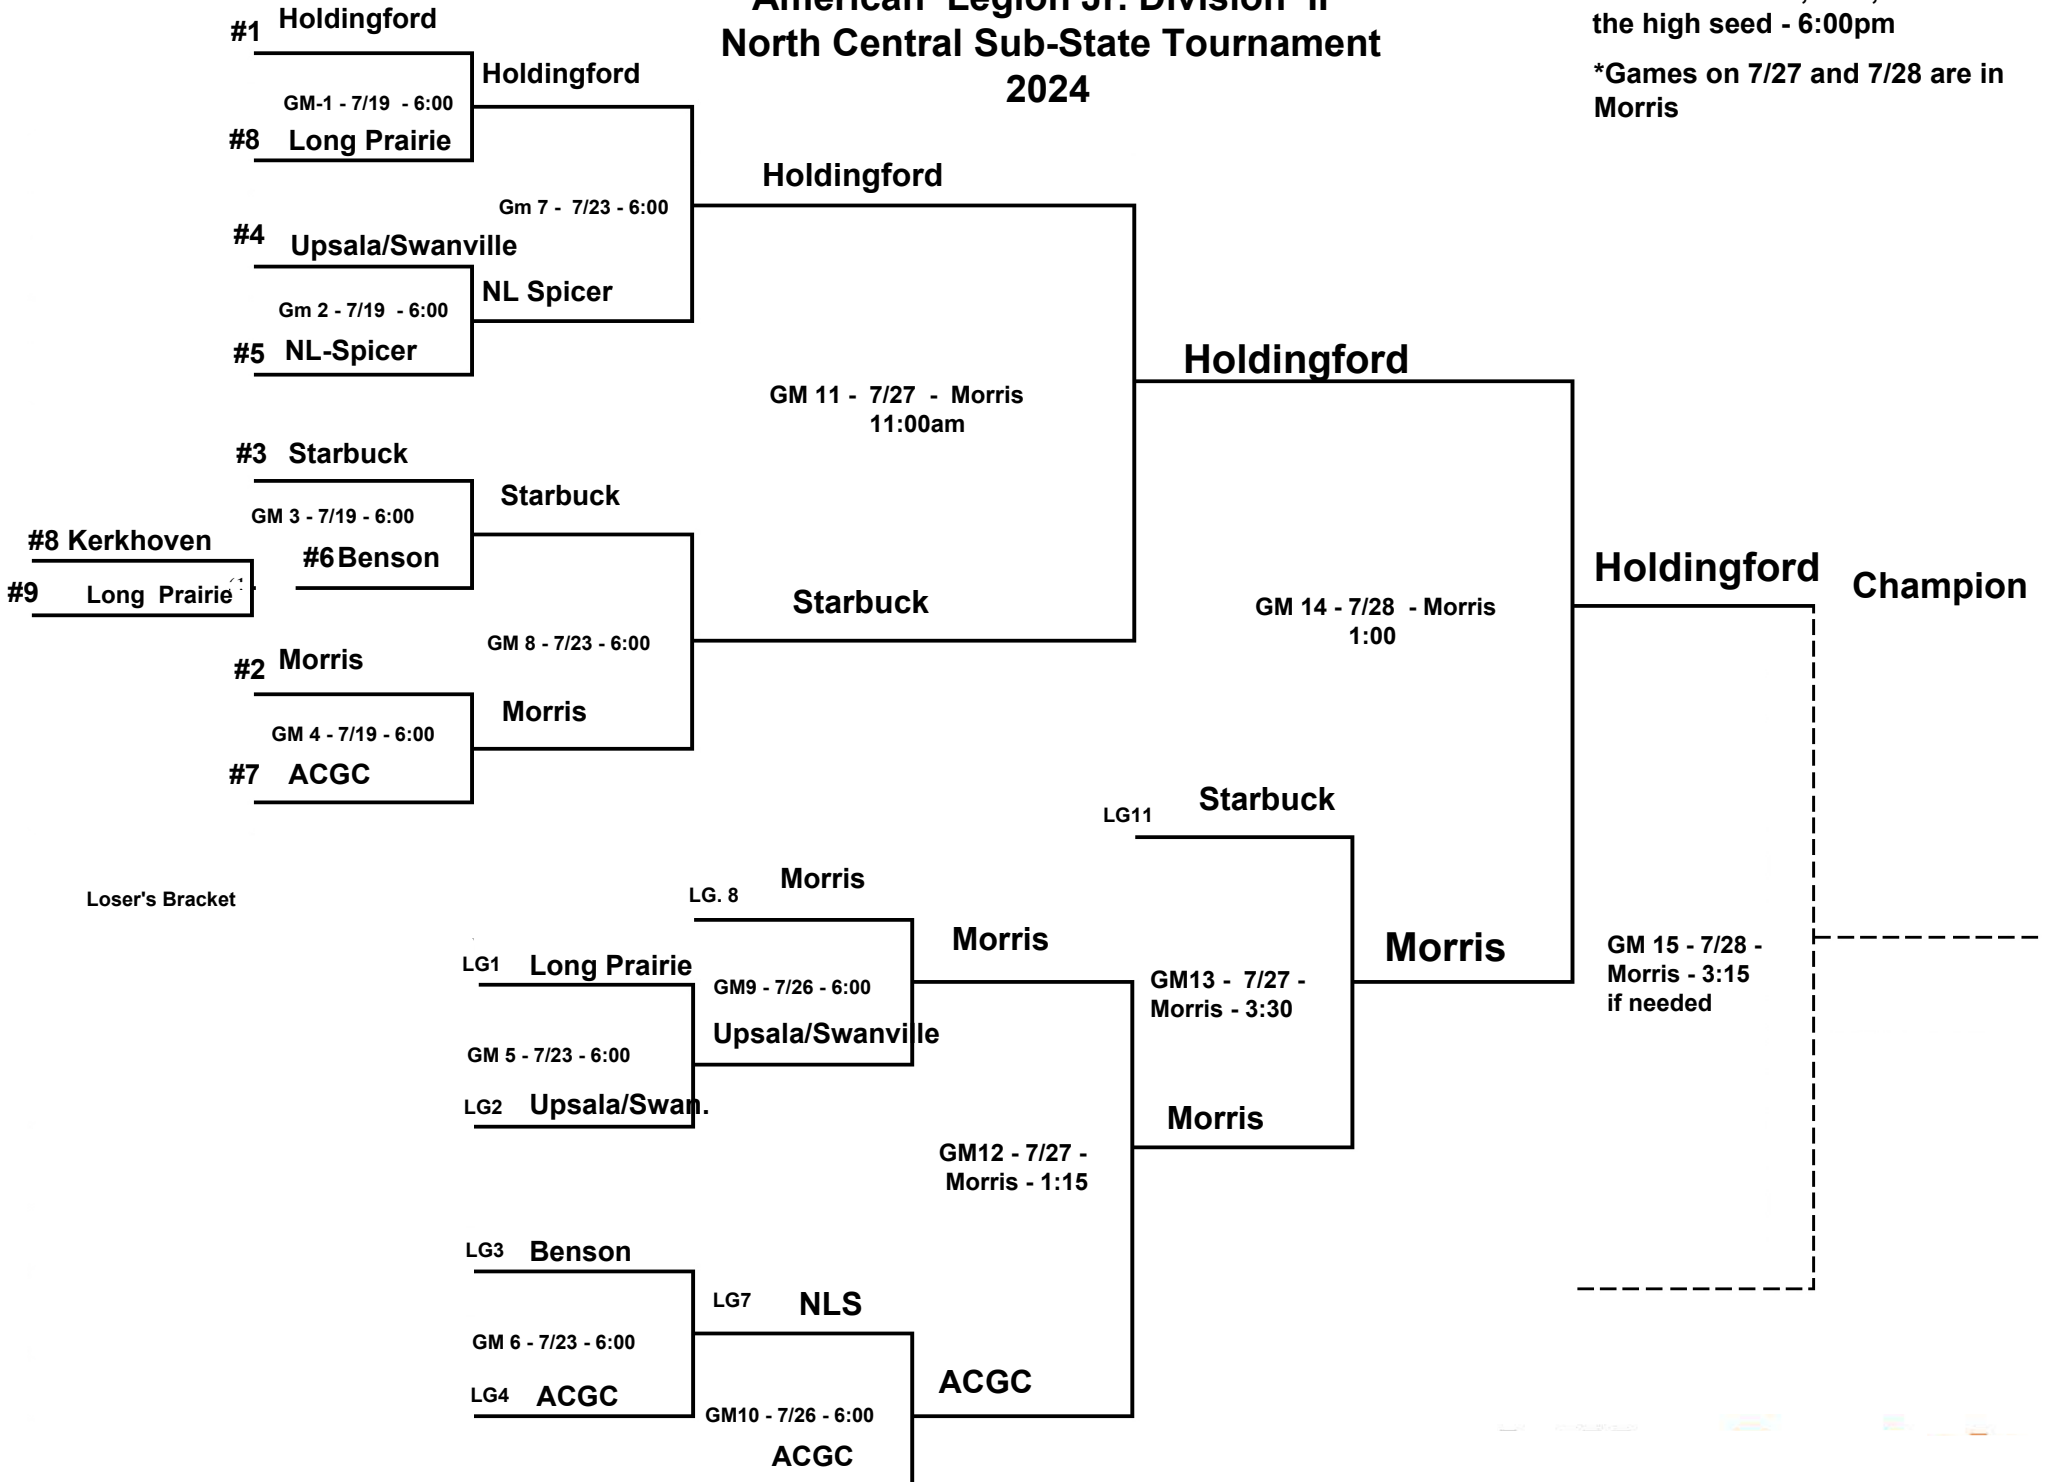 American Legion Jr. Division II
North Central Sub-State Tournament
2024
the high seed - 6:00pm
*Games on 7/27 and 7/28 are in
Morris
#1 Holdingford
GM-1 - 7/19 - 6:00
#8 Long Prairie
Holdingford
Gm 7 - 7/23 - 6:00
#4 Upsala/Swanville
Gm 2 - 7/19 - 6:00
#5 NL-Spicer
NL Spicer
Holdingford
GM 11 - 7/27 - Morris
11:00am
#3 Starbuck
GM 3 - 7/19 - 6:00
#6 Benson
#8 Kerkhoven
#9 Long Prairie
Starbuck
GM 8 - 7/23 - 6:00
#2 Morris
GM 4 - 7/19 - 6:00
#7 ACGC
Morris
Starbuck
Holdingford
GM 14 - 7/28 - Morris
1:00
Holdingford
Champion
Loser's Bracket
LG11 Starbuck
LG. 8 Morris
LG1 Long Prairie
GM 5 - 7/23 - 6:00
LG2 Upsala/Swan.
GM9 - 7/26 - 6:00
Upsala/Swanville
Morris
GM13 - 7/27 -
Morris - 3:30
Morris
GM 15 - 7/28 -
Morris - 3:15
if needed
GM12 - 7/27 -
Morris - 1:15
Morris
LG3 Benson
GM 6 - 7/23 - 6:00
LG4 ACGC
LG7 NLS
GM10 - 7/26 - 6:00
ACGC
ACGC